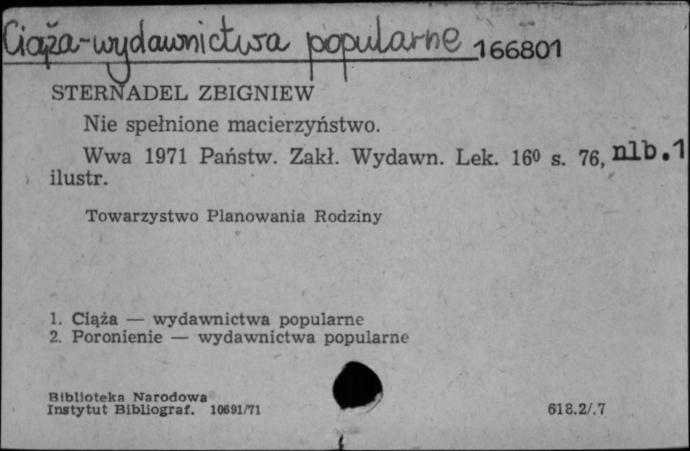 Ciąża-wydawnictwa popularne 166801
STERNADEL ZBIGNIEW
Nie spełnione macierzyństwo.
Wwa 1971 Państw. Zakł. Wydawn. Lek. 16⁰ s. 76, nlb.1
ilustr.
Towarzystwo Planowania Rodziny
1. Ciąża — wydawnictwa popularne
2. Poronienie — wydawnictwa popularne
Biblioteka Narodowa
Instytut Bibliograf. 10691/71 618.2/.7